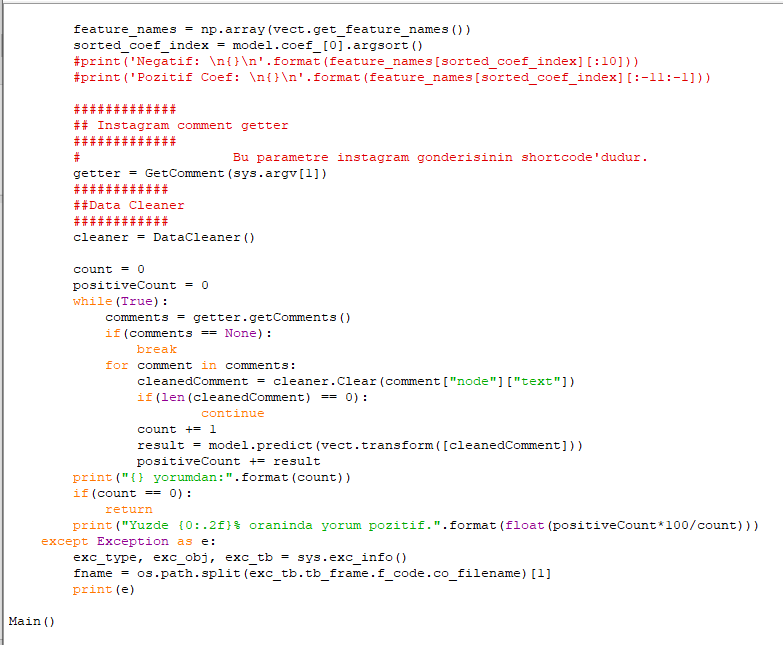 feature_names = np.array(vect.get_feature_names())
sorted_coef_index = model.coef_[0].argsort()
#print('Negatif: \n{}\n'.format(feature_names[sorted_coef_index][:10]))
#print('Pozitif Coef: \n{}\n'.format(feature_names[sorted_coef_index][:-11:-1]))
#############
## Instagram comment getter
#############
# Bu parametre instagram gonderisinin shortcode'dudur.
getter = GetComment(sys.argv[1])
############
##Data Cleaner
############
cleaner = DataCleaner()
count = 0
positiveCount = 0
while(True):
comments = getter.getComments()
if(comments == None):
break
for comment in comments:
cleanedComment = cleaner.Clear(comment["node"]["text"])
if(len(cleanedComment) == 0):
continue
count += 1
result = model.predict(vect.transform([cleanedComment]))
positiveCount += result
print("{} yorumdan:".format(count))
if(count == 0):
return
print("Yuzde {0:.2f}% oraninda yorum pozitif.".format(float(positiveCount*100/count)))
except Exception as e:
exc_type, exc_obj, exc_tb = sys.exc_info()
fname = os.path.split(exc_tb.tb_frame.f_code.co_filename)[1]
print(e)
Main()